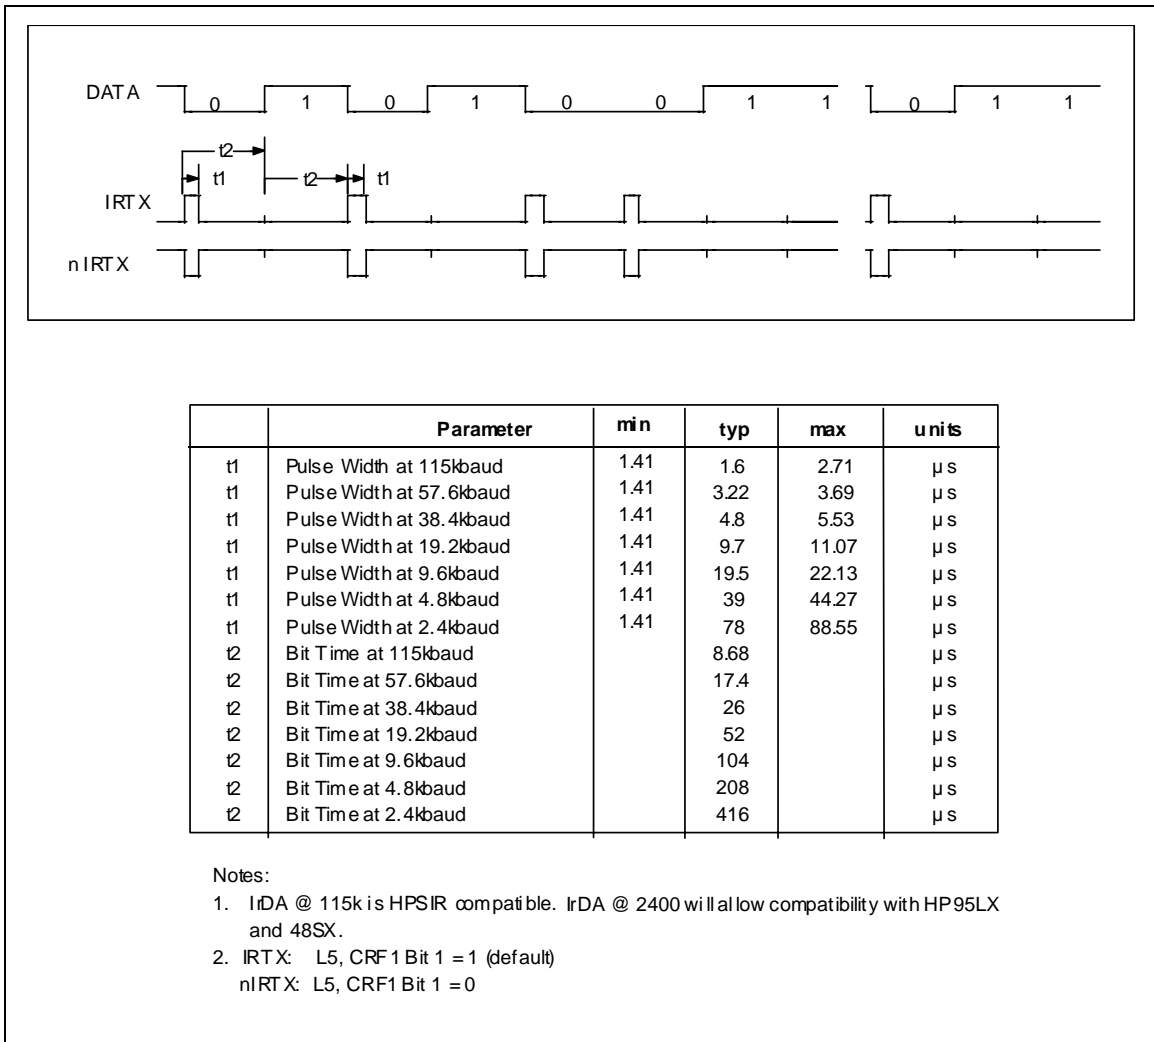 DATA 0 1 0 1 0 0 1 1 0 1 1
t2
t1 t2 t1
IRTX
nIRTX
Parameter min typ max units
t1 Pulse Width at 115kbaud 1.41 1.6 2.71 µs
t1 Pulse Width at 57.6kbaud 1.41 3.22 3.69 µs
t1 Pulse Width at 38.4kbaud 1.41 4.8 5.53 µs
t1 Pulse Width at 19.2kbaud 1.41 9.7 11.07 µs
t1 Pulse Width at 9.6kbaud 1.41 19.5 22.13 µs
t1 Pulse Width at 4.8kbaud 1.41 39 44.27 µs
t1 Pulse Width at 2.4kbaud 1.41 78 88.55 µs
t2 Bit Time at 115kbaud 8.68 µs
t2 Bit Time at 57.6kbaud 17.4 µs
t2 Bit Time at 38.4kbaud 26 µs
t2 Bit Time at 19.2kbaud 52 µs
t2 Bit Time at 9.6kbaud 104 µs
t2 Bit Time at 4.8kbaud 208 µs
t2 Bit Time at 2.4kbaud 416 µs
Notes:
1. IrDA @ 115k is HPSIR compatible. IrDA @ 2400 will allow compatibility with HP95LX
and 48SX.
2. IRTX: L5, CRF1 Bit 1 = 1 (default)
nIRTX: L5, CRF1 Bit 1 = 0